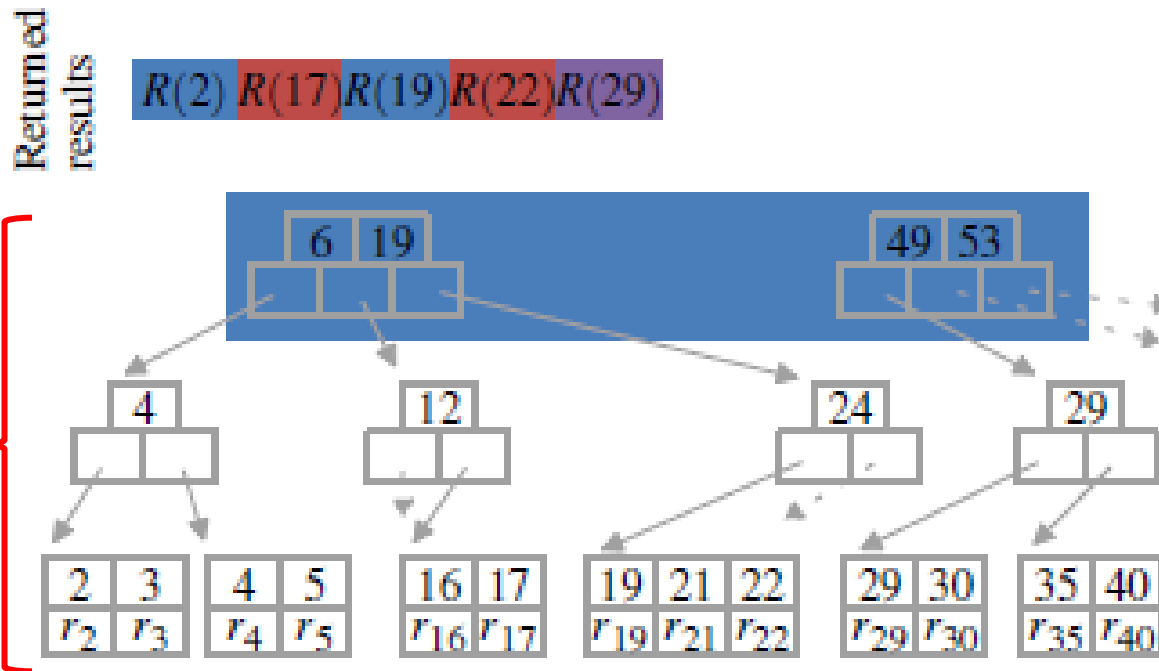 Returned
results
R(2) R(17) R(19) R(22) R(29)
6 19 49 53
4 12 24 29
2 3 4 5 16 17 19 21 22 29 30 35 40
r2 r3 r4 r5 r16 r17 r19 r21 r22 r29 r30 r35 r40